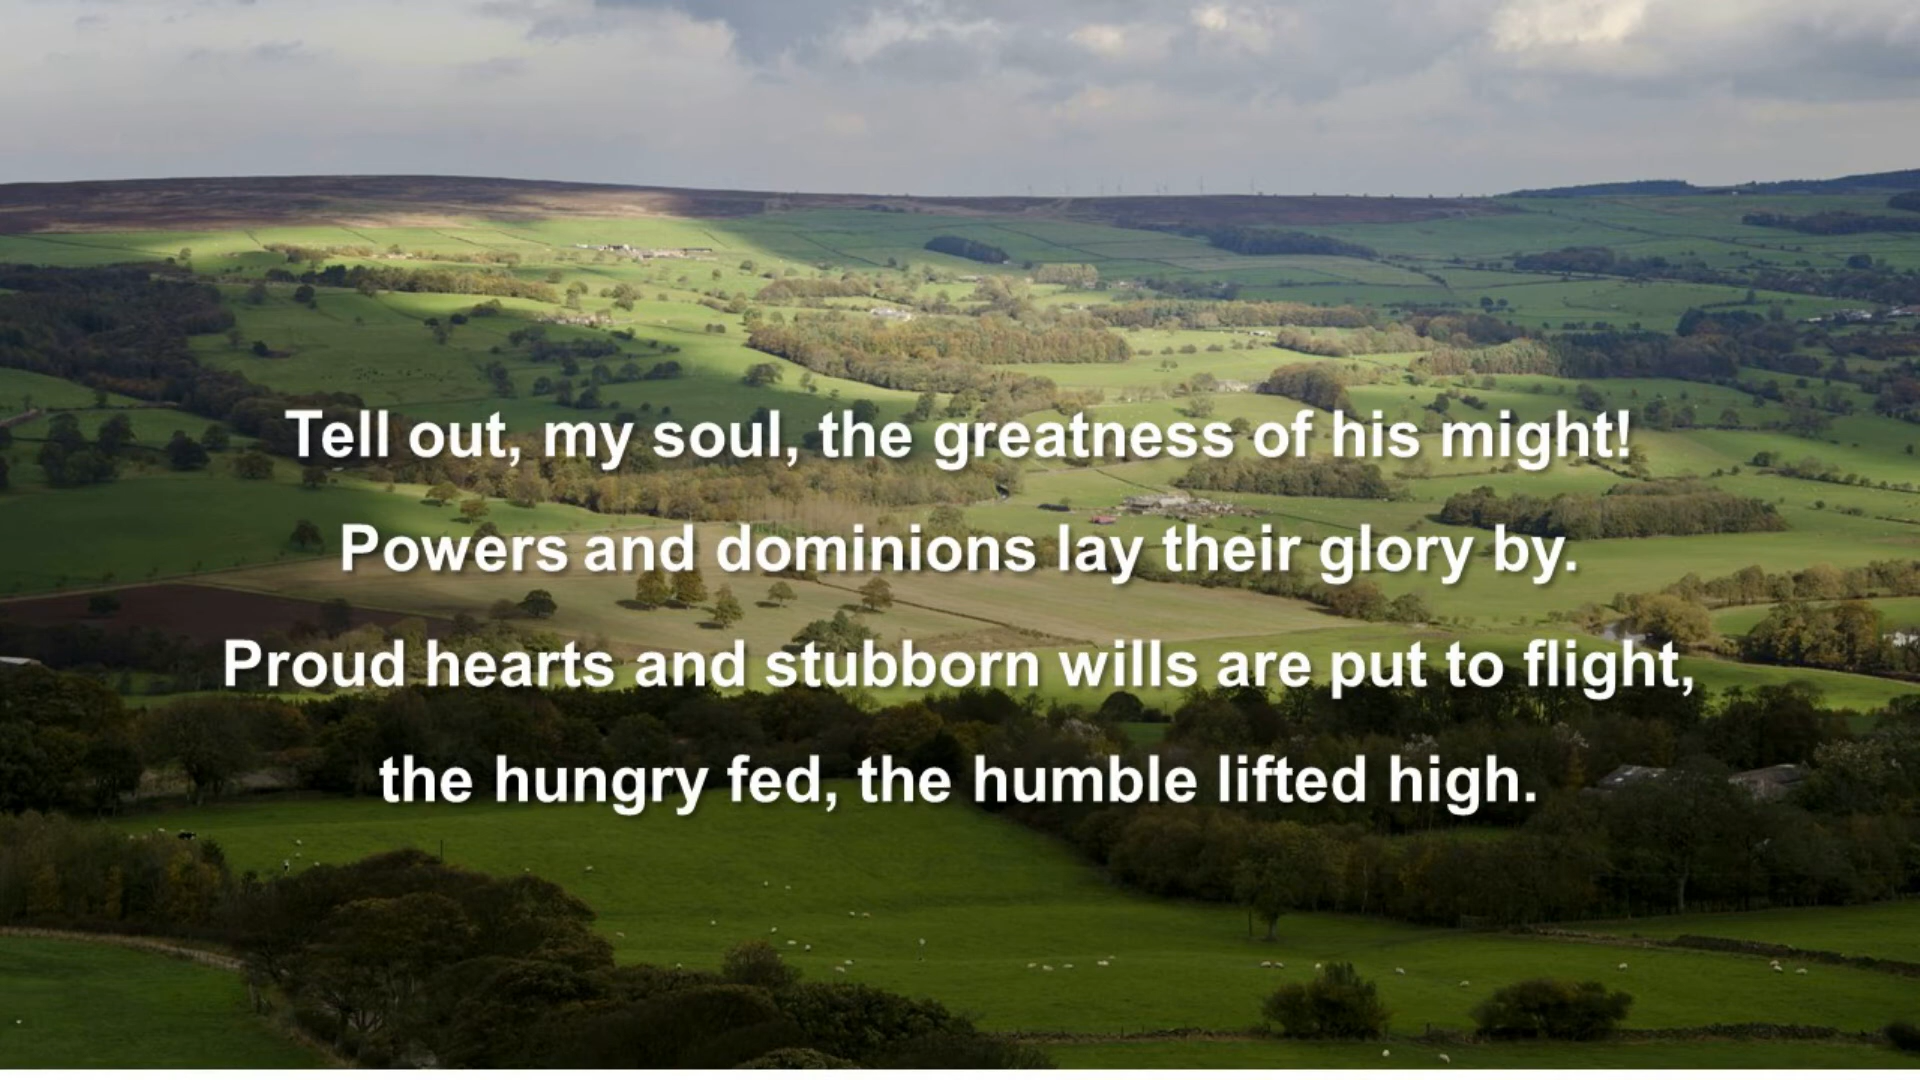 Tell out, my soul, the greatness of his might!
Powers and dominions lay their glory by.
Proud hearts and stubborn wills are put to flight,
the hungry fed, the humble lifted high.